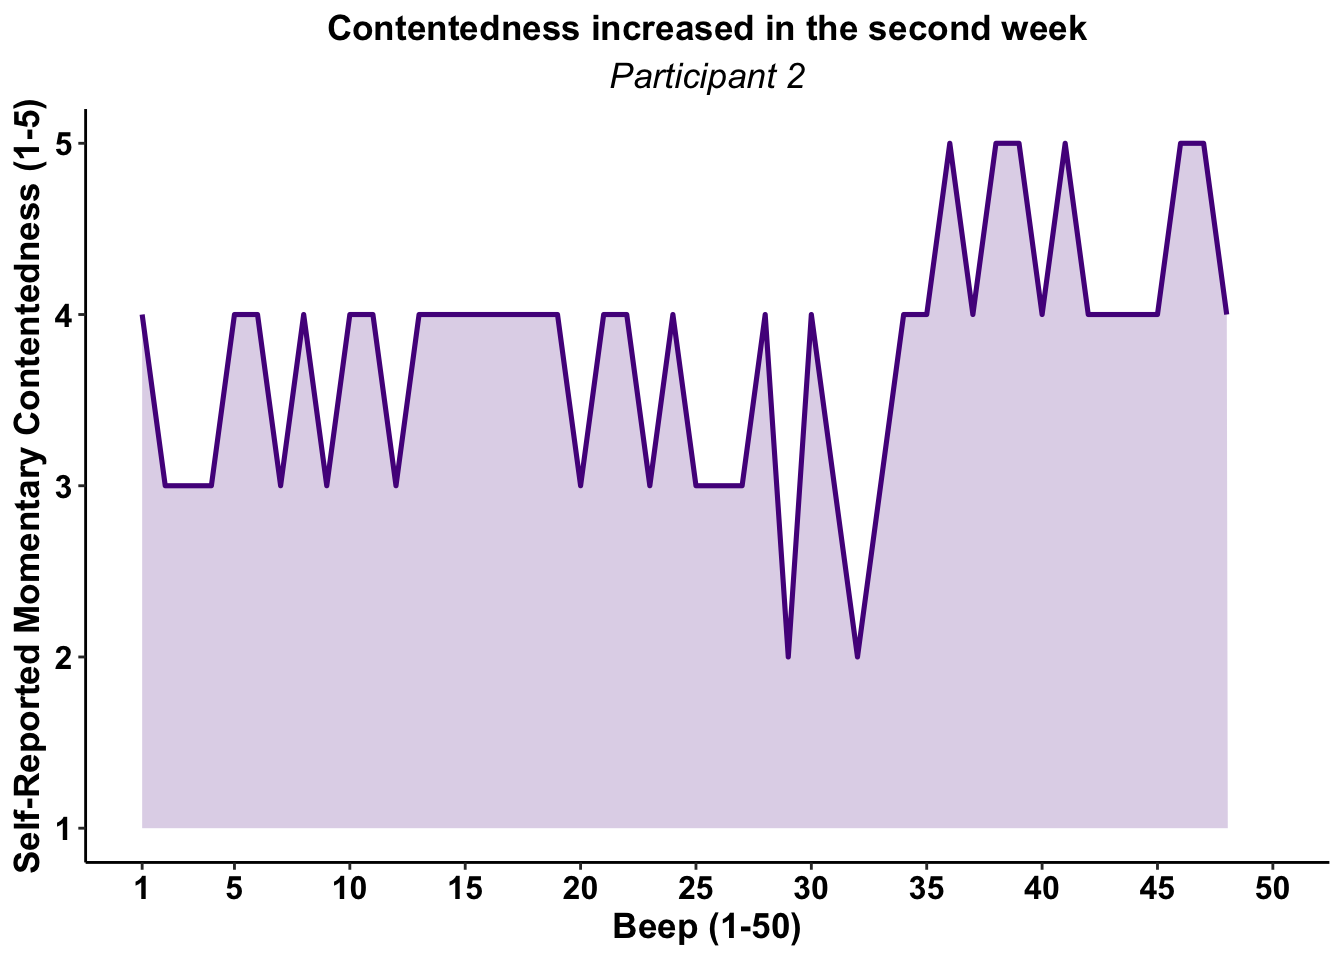 Contentedness increased in the second week
Participant 2
Self-Reported Momentary Contentedness (1-5)
5
4
3
2
1
1 5 10 15 20 25 30 35 40 45 50
Beep (1-50)